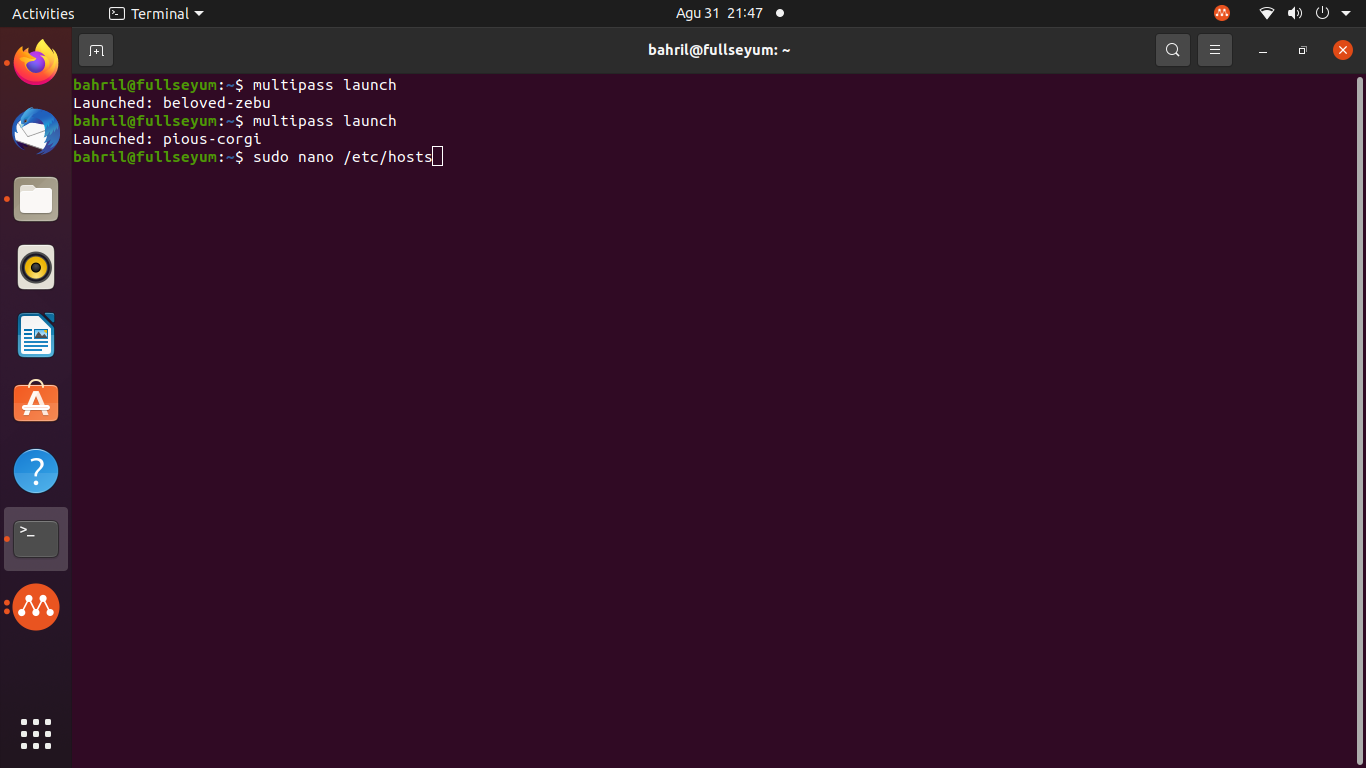 Activities
Terminal
Agu 31 21:47
bahril@fullseyum: ~
bahril@fullseyum:~$ multipass launch
Launched: beloved-zebu
bahril@fullseyum:~$ multipass launch
Launched: pious-corgi
bahril@fullseyum:~$ sudo nano /etc/hosts